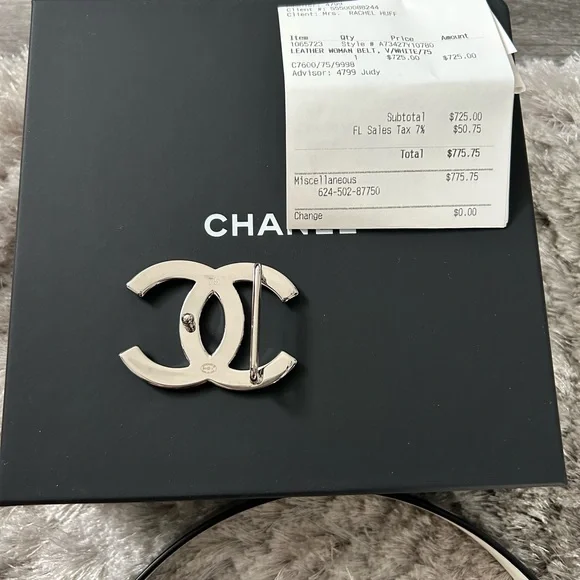 Client #: 55500088244
Client: Mrs. RACHEL HUFF
Item Qty Price Amount
1065723 Style # A73427Y10780
LEATHER WOMAN BELT, V/WHITE/75
1 $725.00 $725.00
C7600/75/9998
Advisor: 4799 Judy
Subtotal $725.00
FL Sales Tax 7% $50.75
Total $775.75
Miscellaneous $775.75
624-502-87750
Change $0.00
CHANEL